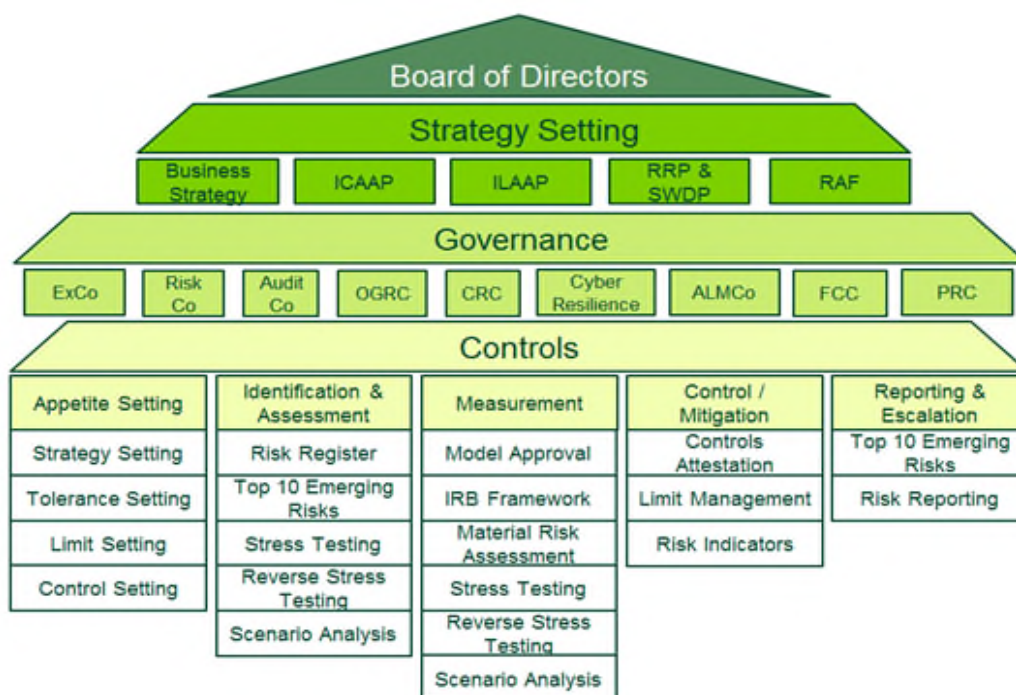 Board of Directors
Strategy Setting
Business
Strategy
ICAAP
ILAAP
RRP &
SWDP
RAF
Governance
ExCo
Risk
Co
Audit
Co
OGRC
CRC
Cyber
Resilience
ALMCo
FCC
PRC
Controls
Appetite Setting
Strategy Setting
Tolerance Setting
Limit Setting
Control Setting
Identification &
Assessment
Risk Register
Top 10 Emerging
Risks
Stress Testing
Reverse Stress
Testing
Scenario Analysis
Measurement
Model Approval
IRB Framework
Material Risk
Assessment
Stress Testing
Reverse Stress
Testing
Scenario Analysis
Control /
Mitigation
Controls
Attestation
Limit Management
Risk Indicators
Reporting &
Escalation
Top 10 Emerging
Risks
Risk Reporting